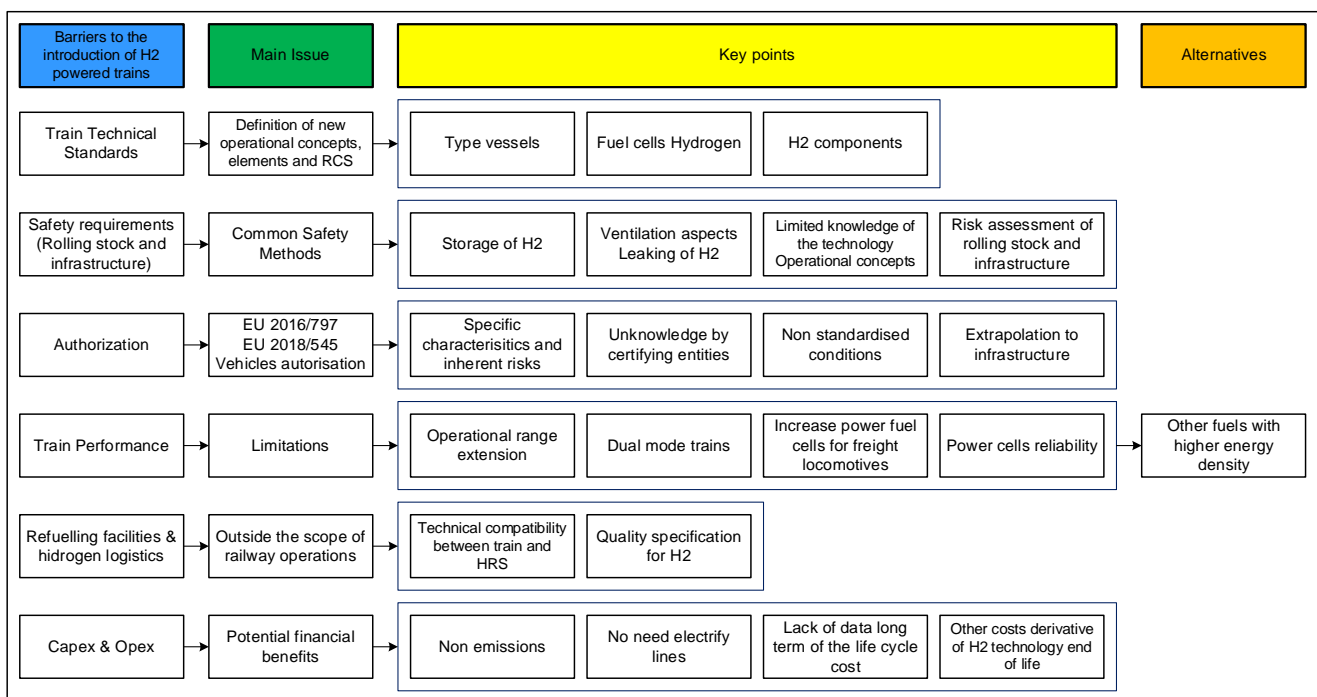 Barriers to the
introduction of H2
powered trains
Main Issue
Key points
Alternatives
Train Technical
Standards
Definition of new
operational concepts,
elements and RCS
Type vessels
Fuel cells Hydrogen
H2 components
Safety requirements
(Rolling stock and
infrastructure)
Common Safety
Methods
Storage of H2
Ventilation aspects
Leaking of H2
Limited knowledge of
the technology
Operational concepts
Risk assessment of
rolling stock and
infrastructure
Authorization
EU 2016/797
EU 2018/545
Vehicles autorisation
Specific
characterisitics and
inherent risks
Unknowledge by
certifying entities
Non standardised
conditions
Extrapolation to
infrastructure
Train Performance
Limitations
Operational range
extension
Dual mode trains
Increase power fuel
cells for freight
locomotives
Power cells reliability
Other fuels with
higher energy
density
Refuelling facilities &
hidrogen logistics
Outside the scope of
railway operations
Technical compatibility
between train and
HRS
Quality specification
for H2
Capex & Opex
Potential financial
benefits
Non emissions
No need electrify
lines
Lack of data long
term of the life cycle
cost
Other costs derivative
of H2 technology end
of life